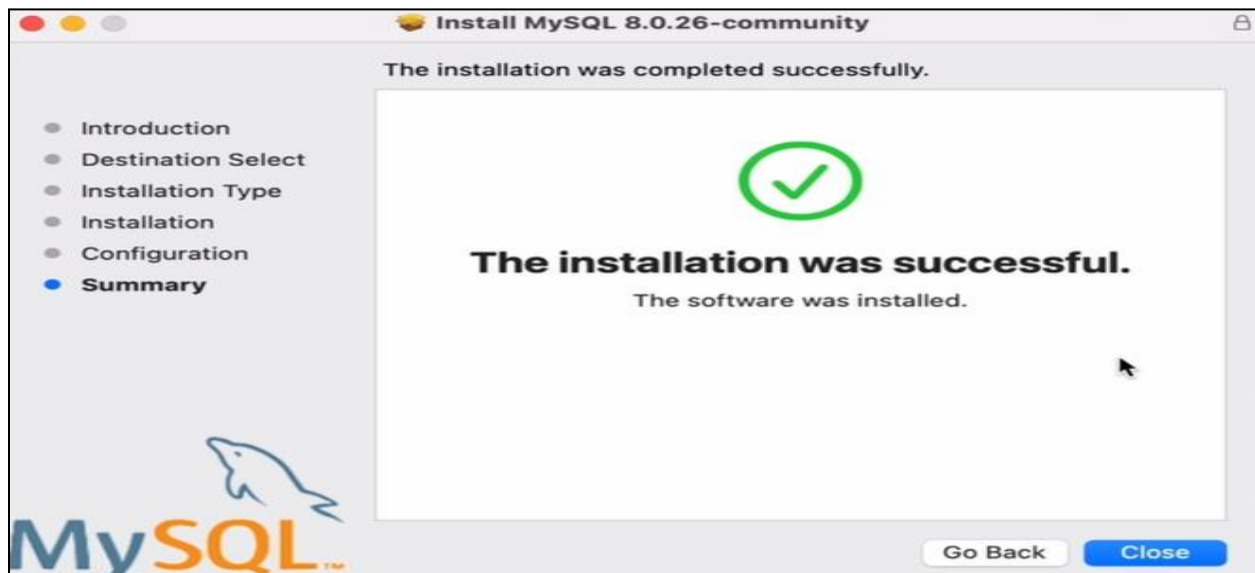 Install MySQL 8.0.26-community
The installation was completed successfully.
Introduction
Destination Select
Installation Type
Installation
Configuration
Summary
The installation was successful.
The software was installed.
MySQL™
Go Back
Close